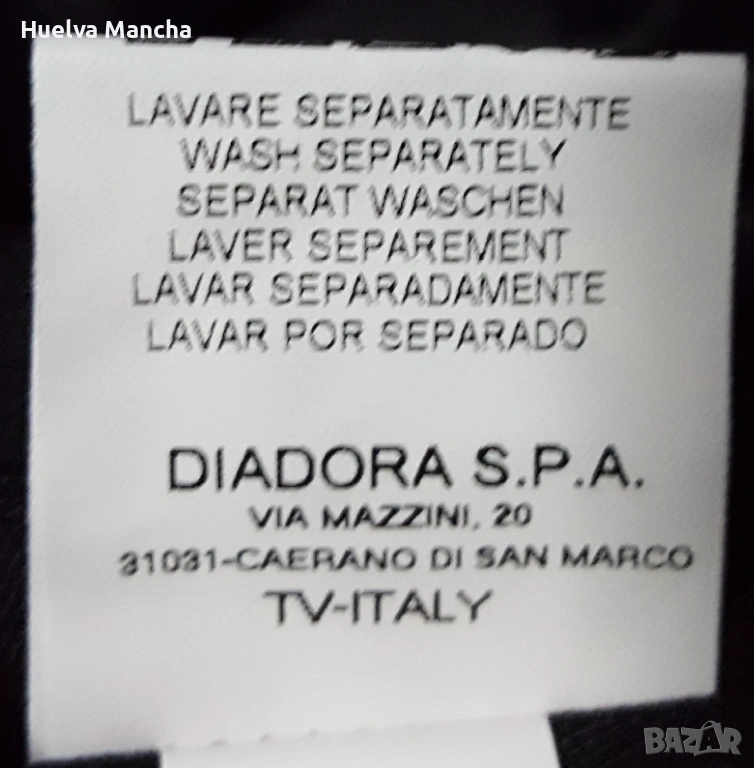 Huelva Mancha
LAVARE SEPARATAMENTE
WASH SEPARATELY
SEPARAT WASCHEN
LAVER SEPAREMENT
LAVAR SEPARADAMENTE
LAVAR POR SEPARADO
DIADORA S.P.A.
VIA MAZZINI, 20
31031-CAERANO DI SAN MARCO
TV-ITALY
BAZAR